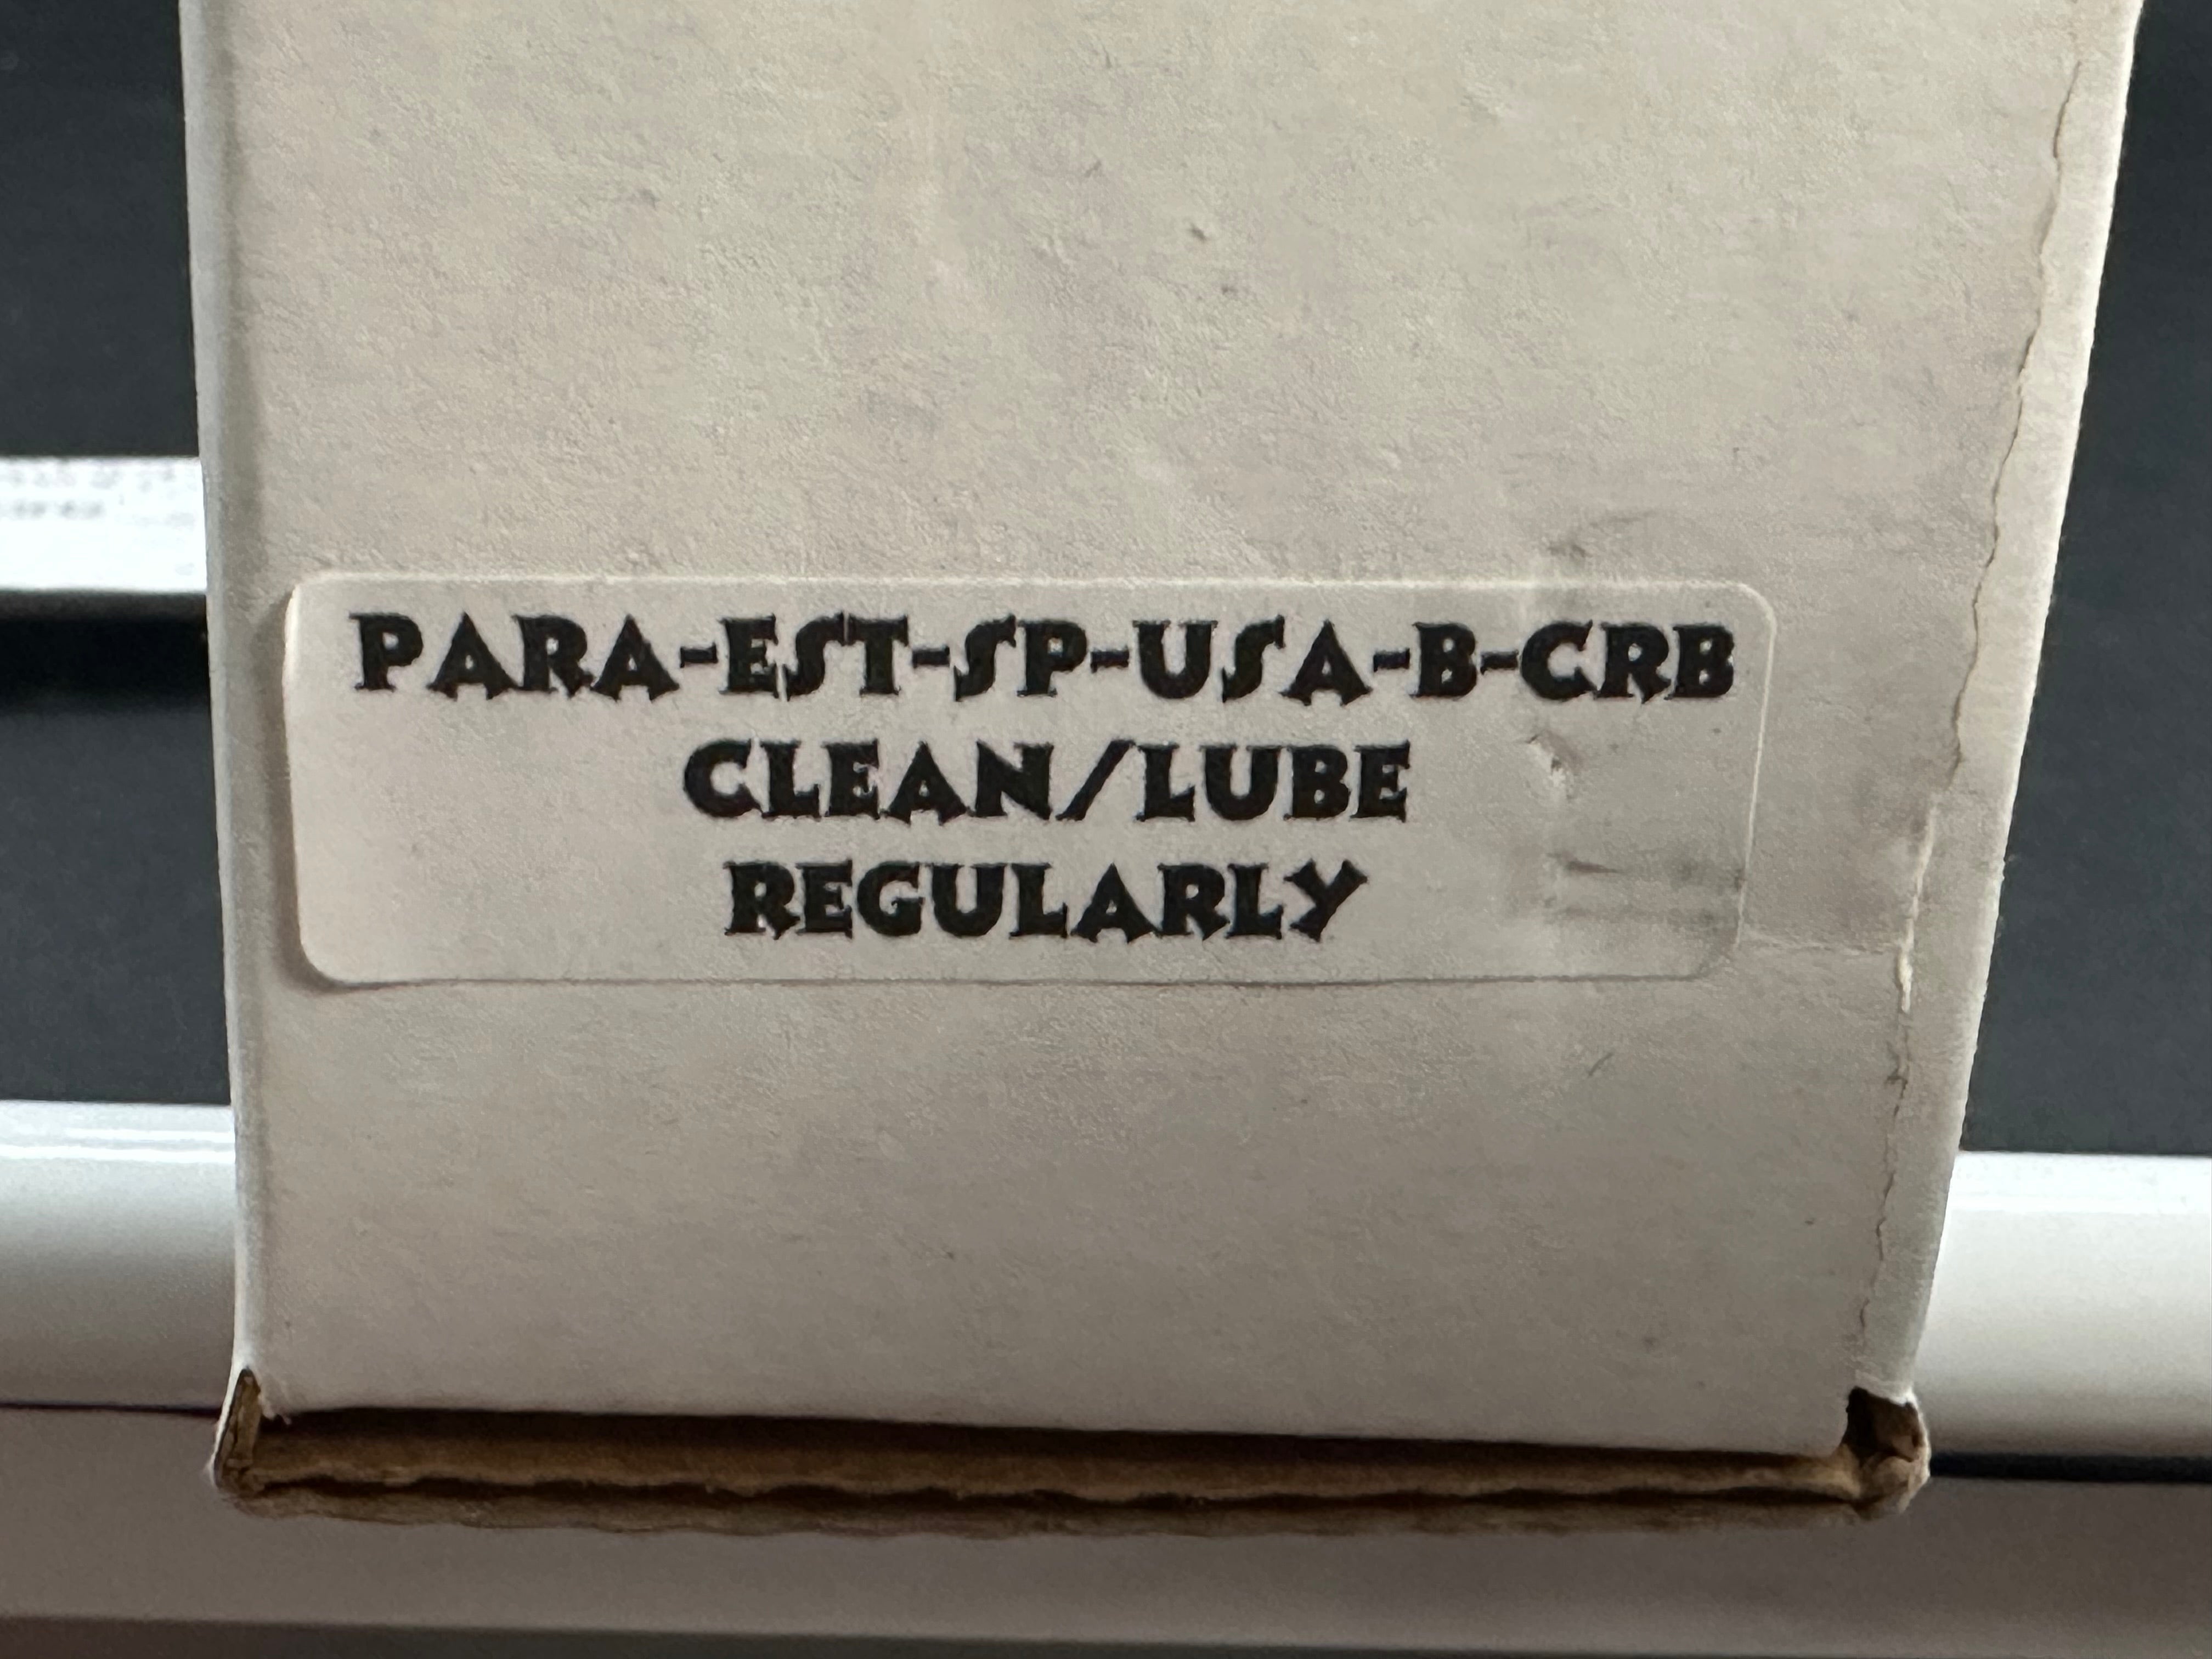 PARA-EST-SP-USA-B-CRB
CLEAN/LUBE
REGULARLY